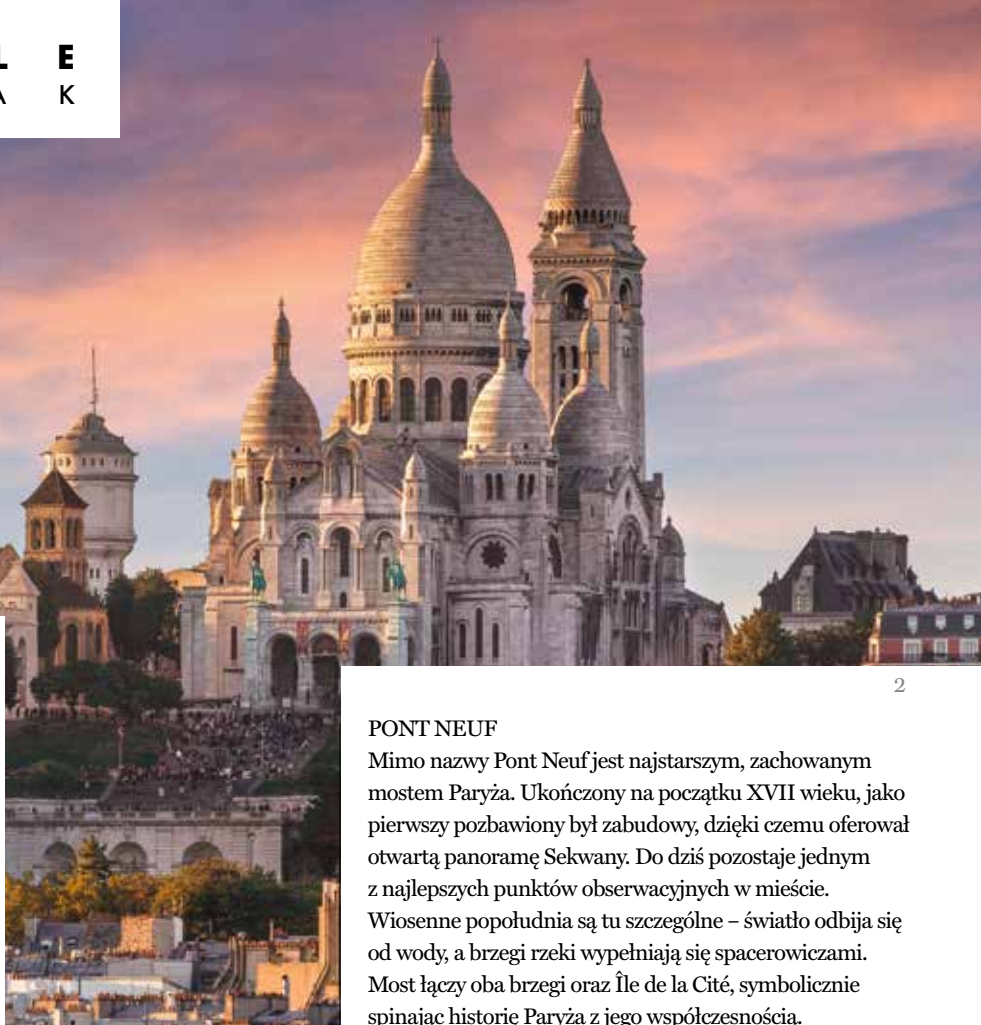 L E
A K
2
PONT NEUF
Mimo nazwy Pont Neuf jest najstarszym, zachowanym
mostem Paryża. Ukończony na początku XVII wieku, jako
pierwszy pozbawiony był zabudowy, dzięki czemu oferował
otwartą panoramę Sekwany. Do dziś pozostaje jednym
z najlepszych punktów obserwacyjnych w mieście.
Wiosenne popołudnia są tu szczególne – światło odbija się
od wody, a brzegi rzeki wypełniają się spacerowiczami.
Most łączy oba brzegi oraz Île de la Cité, symbolicznie
spinając historię Paryża z jego współczesnością.